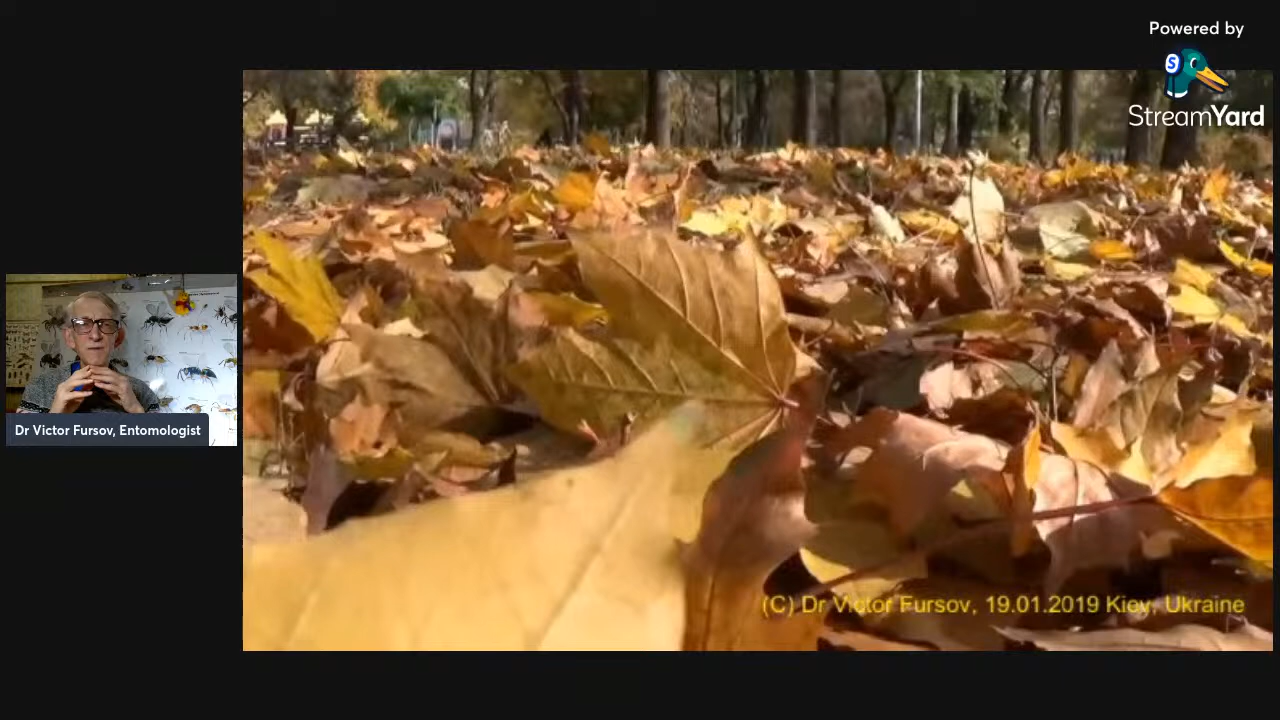 Powered by
StreamYard
Dr Victor Fursov, Entomologist
(C) Dr Victor Fursov, 19.01.2019 Kiev, Ukraine